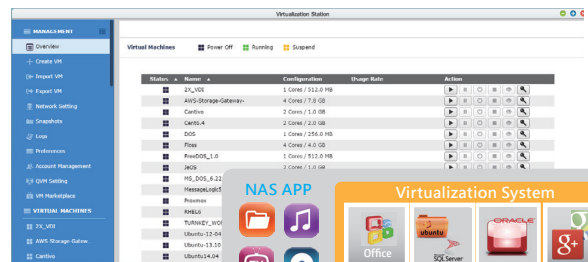 Virtualization Station
MANAGEMENT
Overview
Create VM
Import VM
Export VM
Network Setting
Snapshots
Logs
Preferences
Account Management
QVM Setting
VM Marketplace
VIRTUAL MACHINES
2X_VDI
AWS-Storage-Gatew
Cantivo
Virtual Machines Power Off Running Suspend
Status Name Configuration Usage Rate Action
2X_VDI 1 Cores / 512.0 MB
AWS-Storage-Gateway- 4 Cores / 7.8 GB
Cantivo 2 Cores / 1.0 GB
Cent6.4 2 Cores / 2.0 GB
DOS 1 Cores / 256.0 MB
Floss 4 Cores / 4.0 GB
FreeDOS_1.0 1 Cores / 512.0 MB
JeOS 2 Cores / 1.0 GB
MS_DOS_6.22
MessageLogic5
Proxmox
RHEL6
TURNKEY_WO
Ubuntu-12-04
Ubuntu-13.10
Ubuntu14.04
NAS APP
Virtualization System
Office
ubuntu
SQL Server
ORACLE
g+